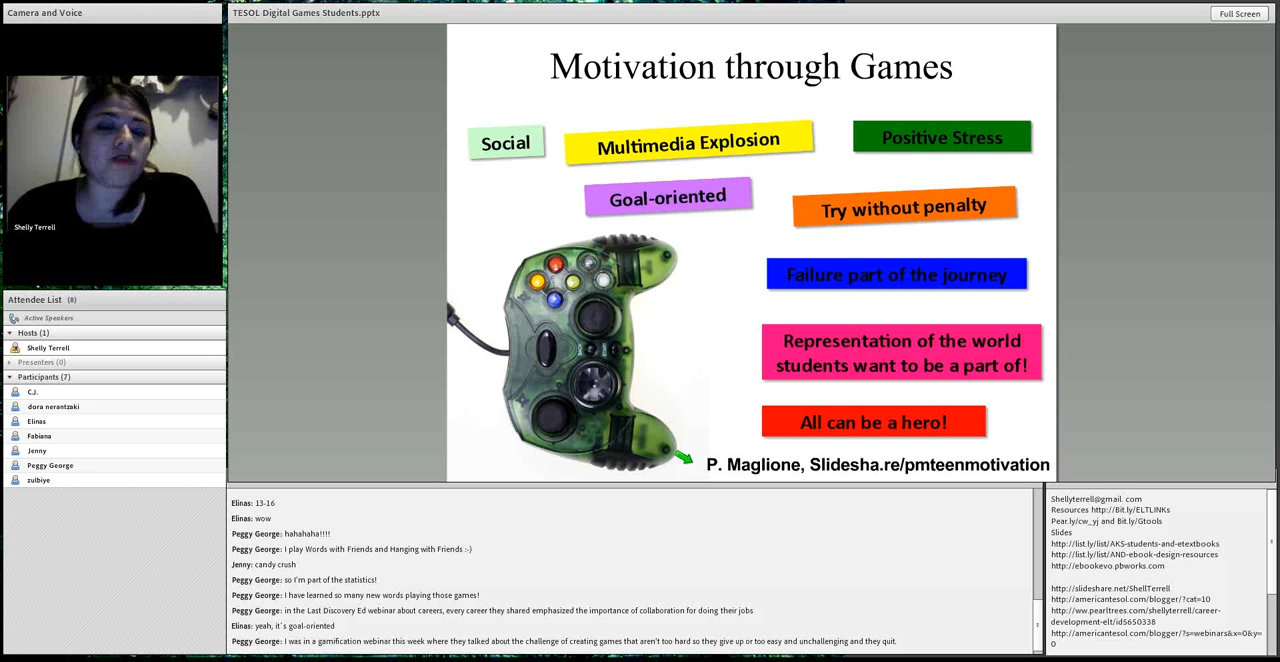 Camera and Voice
Shelly Terrell
Attendee List (8)
Active Speakers
Hosts (1)
Shelly Terrell
Presenters (0)
Participants (7)
C.J.
dora nerantzaki
Elinas
Fabiana
Jenny
Peggy George
zulbiye
TESOL Digital Games Students.pptx
Full Screen
Motivation through Games
Social
Multimedia Explosion
Positive Stress
Goal-oriented
Try without penalty
Failure part of the journey
Representation of the world
students want to be a part of!
All can be a hero!
P. Maglione, Slidesha.re/pmteenmotivation
Elinas: 13-16
Elinas: wow
Peggy George: hahahaha!!!!
Peggy George: I play Words with Friends and Hanging with Friends :-)
Jenny: candy crush
Peggy George: so I'm part of the statistics!
Peggy George: I have learned so many new words playing those games!
Peggy George: in the Last Discovery Ed webinar about careers, every career they shared emphasized the importance of collaboration for doing their jobs
Elinas: yeah, it`s goal-oriented
Peggy George: I was in a gamification webinar this week where they talked about the challenge of creating games that aren't too hard so they give up or too easy and unchallenging and they quit.
Shellyterrell@gmail. com
Resources http://Bit.ly/ELTLINKs
Pear.ly/cw_yj and Bit.ly/Gtools
Slides
http://list.ly/list/AKS-students-and-etextbooks
http://list.ly/list/AND-ebook-design-resources
http://ebookevo.pbworks.com
http://slideshare.net/ShellTerrell
http://americantesol.com/blogger/?cat=10
http://ww.pearltrees.com/shellyterrell/career-
development-elt/id5650338
http://americantesol.com/blogger/?s=webinars&x=0&y=
0